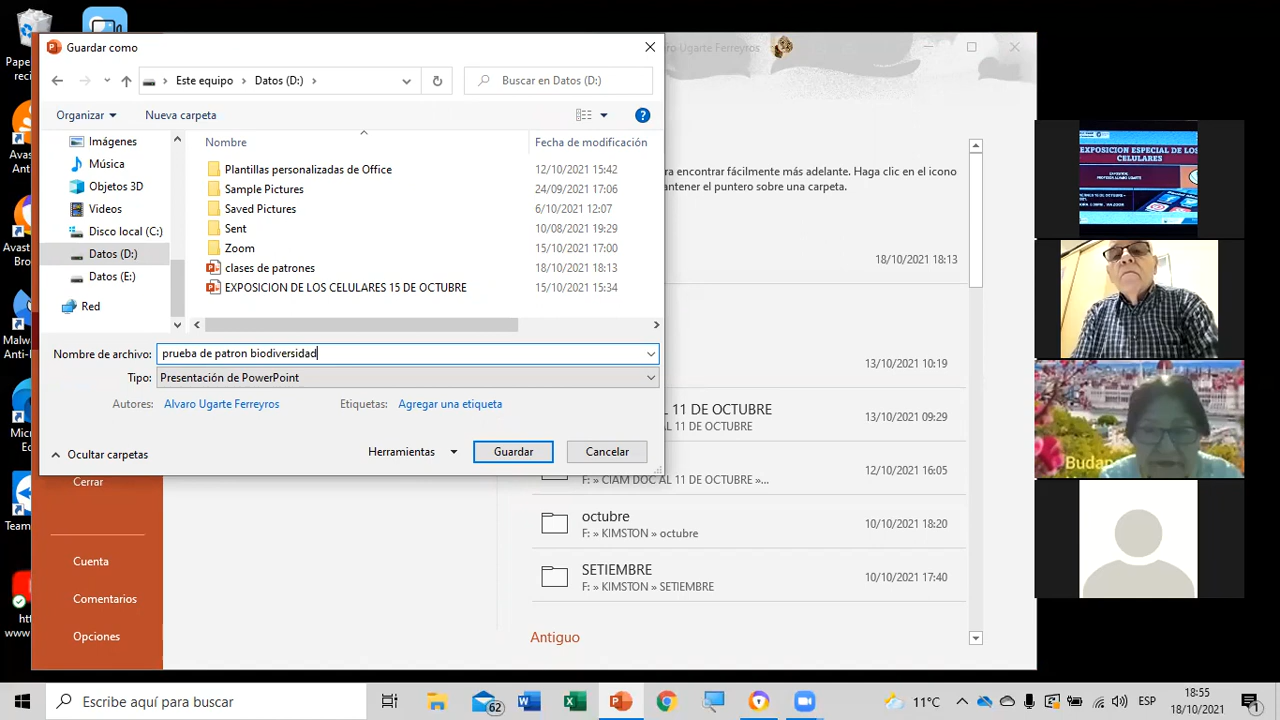 Guardar como
Alvaro Ugarte Ferreyros
Este equipo
Datos (D:)
Buscar en Datos (D:)
Organizar
Nueva carpeta
Imágenes
Música
Objetos 3D
Videos
Disco local (C:)
Datos (D:)
Datos (E:)
Red
Nombre
Fecha de modificación
Plantillas personalizadas de Office 12/10/2021 15:42
Sample Pictures 24/09/2021 17:06
Saved Pictures 6/10/2021 12:07
Sent 10/08/2021 19:29
Zoom 15/10/2021 17:00
clases de patrones 18/10/2021 18:13
EXPOSICION DE LOS CELULARES 15 DE OCTUBRE 15/10/2021 15:34
Nombre de archivo: prueba de patron biodiversidad
Tipo: Presentación de PowerPoint
Autores: Alvaro Ugarte Ferreyros
Etiquetas: Agregar una etiqueta
Ocultar carpetas
Herramientas
Guardar
Cancelar
ra encontrar fácilmente más adelante. Haga clic en el icono
antener el puntero sobre una carpeta.
18/10/2021 18:13
13/10/2021 10:19
L 11 DE OCTUBRE
AL 11 DE OCTUBRE
13/10/2021 09:29
12/10/2021 16:05
F: » CIAM DOC AL 11 DE OCTUBRE »...
octubre
F: » KIMSTON » octubre
10/10/2021 18:20
SETIEMBRE
F: » KIMSTON » SETIEMBRE
10/10/2021 17:40
Antiguo
Cerrar
Cuenta
Comentarios
Opciones
EXPOSICION ESPECIAL DE LOS
CELULARES
Budap
Escribe aquí para buscar
62
11°C
ESP
18:55
18/10/2021
1